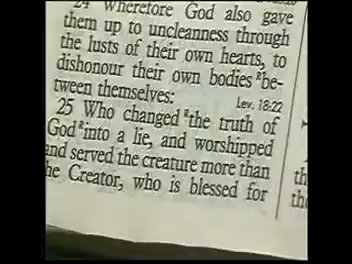 24 Wherefore God also gave
them up to uncleanness through
the lusts of their own hearts, to
dishonour their own bodies R be-
tween themselves: Lev. 18:22
25 Who changed R the truth of
God R into a lie, and worshipped
and served the creature more than
he Creator, who is blessed for
th
th